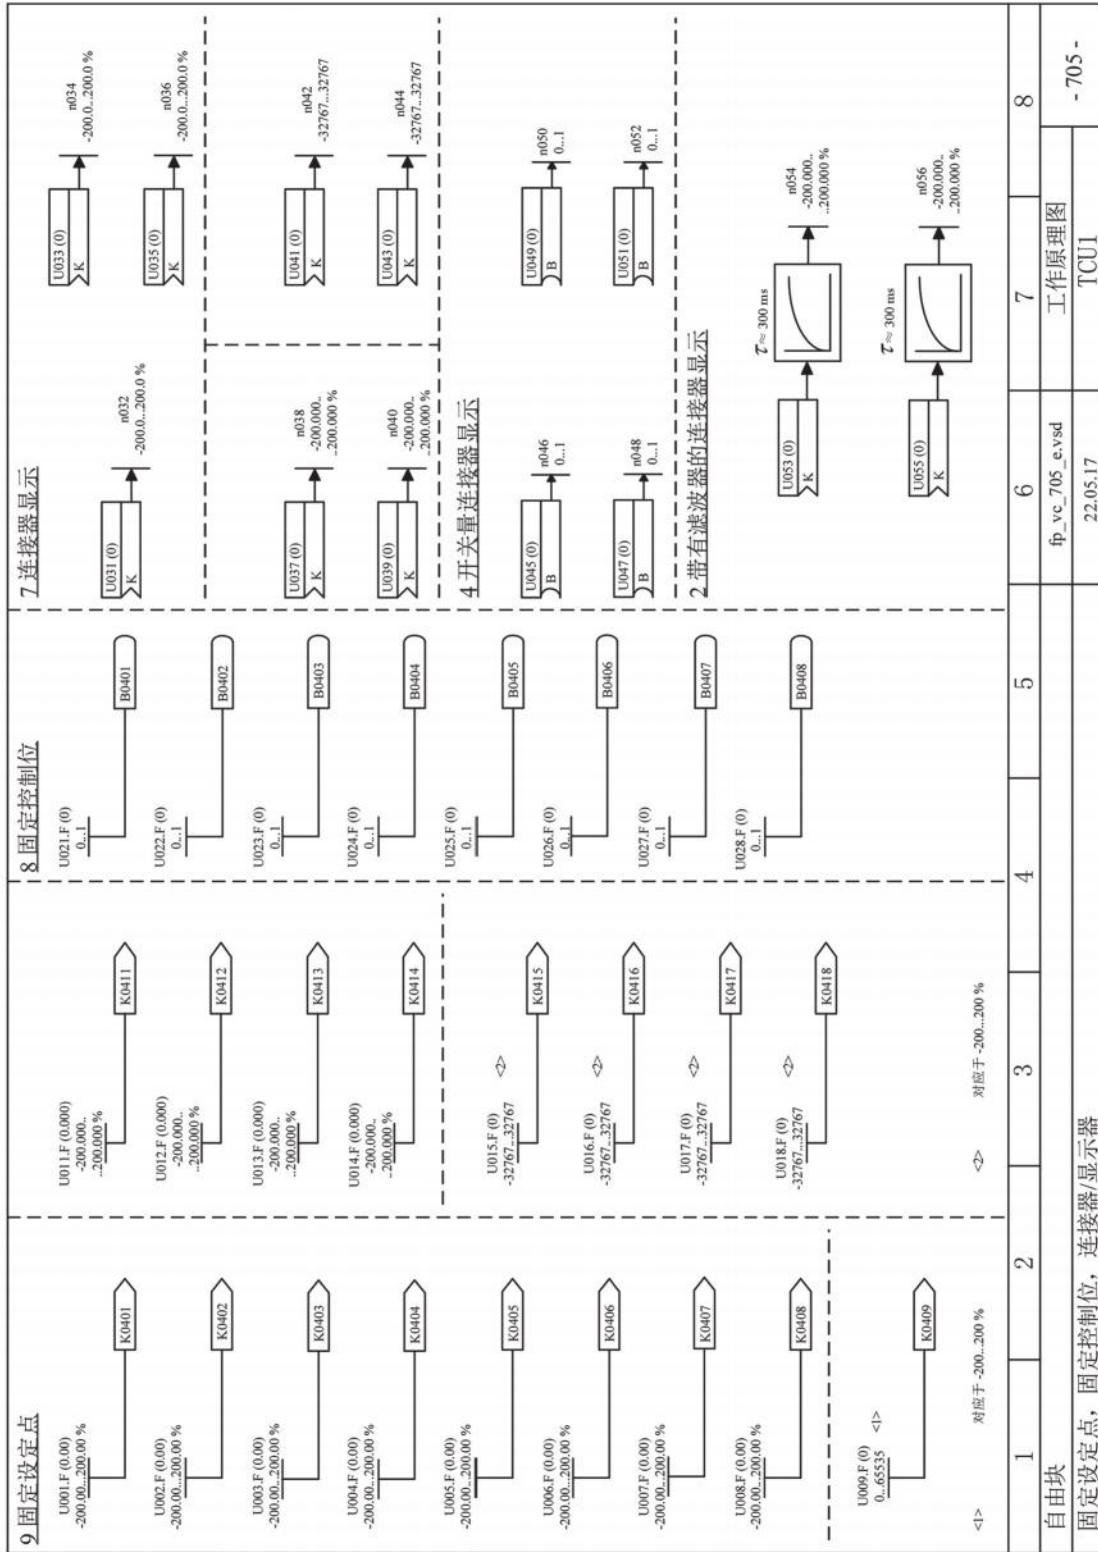 9 固定设定点
U001.F (0.00)
-200.00...200.00 %
K0401
U002.F (0.00)
-200.00...200.00 %
K0402
U003.F (0.00)
-200.00...200.00 %
K0403
U004.F (0.00)
-200.00...200.00 %
K0404
U005.F (0.00)
-200.00...200.00 %
K0405
U006.F (0.00)
-200.00...200.00 %
K0406
U007.F (0.00)
-200.00...200.00 %
K0407
U008.F (0.00)
-200.00...200.00 %
K0408
U009.F (0)
0...65535 <1>
K0409
<1> 对应于 -200...200 %
U011.F (0.000)
-200.000..
..200.000 %
K0411
U012.F (0.000)
-200.000..
..200.000 %
K0412
U013.F (0.000)
-200.000..
..200.000 %
K0413
U014.F (0.000)
-200.000..
..200.000 %
K0414
U015.F (0) <2>
-32767...32767
K0415
U016.F (0) <2>
-32767...32767
K0416
U017.F (0) <2>
-32767...32767
K0417
U018.F (0) <2>
-32767...32767
K0418
<2> 对应于 -200...200 %
8 固定控制位
U021.F (0)
0...1
B0401
U022.F (0)
0...1
B0402
U023.F (0)
0...1
B0403
U024.F (0)
0...1
B0404
U025.F (0)
0...1
B0405
U026.F (0)
0...1
B0406
U027.F (0)
0...1
B0407
U028.F (0)
0...1
B0408
7 连接器显示
U031 (0)
K
n032
-200.0...200.0 %
U033 (0)
K
n034
-200.0...200.0 %
U035 (0)
K
n036
-200.0...200.0 %
U037 (0)
K
n038
-200.000..
..200.000 %
U039 (0)
K
n040
-200.000..
..200.000 %
U041 (0)
K
n042
-32767...32767
U043 (0)
K
n044
-32767...32767
4 开关量连接器显示
U045 (0)
B
n046
0...1
U047 (0)
B
n048
0...1
U049 (0)
B
n050
0...1
U051 (0)
B
n052
0...1
2 带有滤波器的连接器显示
U053 (0)
K
τ≈ 300 ms
n054
-200.000..
..200.000 %
U055 (0)
K
τ≈ 300 ms
n056
-200.000..
..200.000 %
1 2 3 4 5 6 7 8
自由块
固定设定点，固定控制位，连接器/显示器
fp_vc_705_e.vsd
22.05.17
工作原理图
TCU1
- 705 -